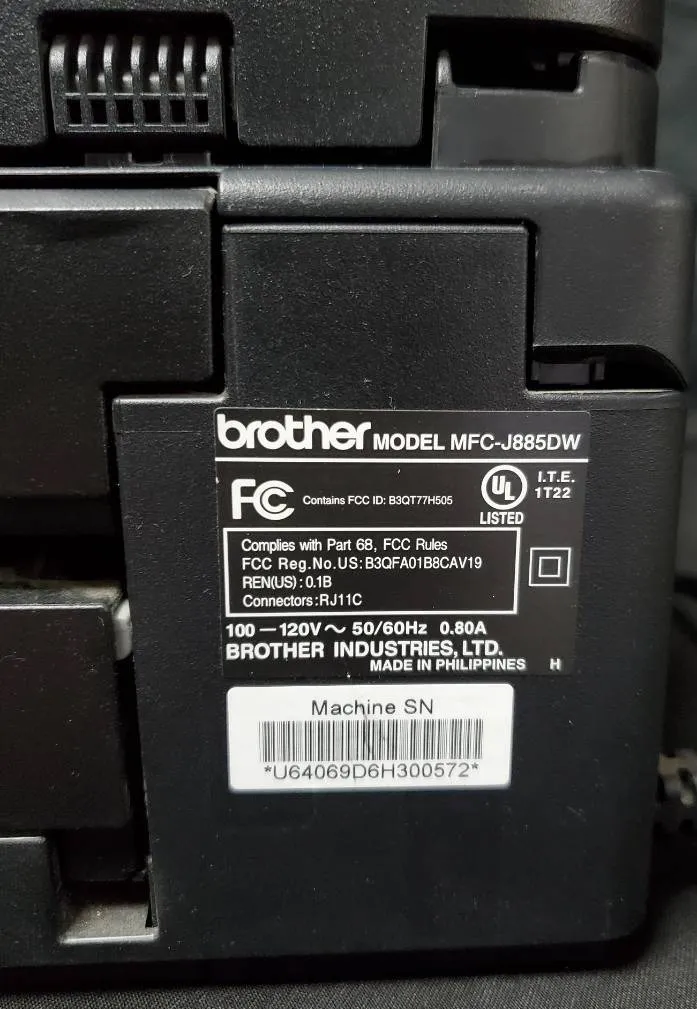 brother MODEL MFC-J885DW
FC Contains FCC ID: B3QT77H505
UL
LISTED
I.T.E.
1T22
Complies with Part 68, FCC Rules
FCC Reg.No.US:B3QFA01B8CAV19
REN(US) : 0.1B
Connectors:RJ11C
100 — 120V ～ 50/60Hz 0.80A
BROTHER INDUSTRIES, LTD.
MADE IN PHILIPPINES H
Machine SN
*U64069D6H300572*